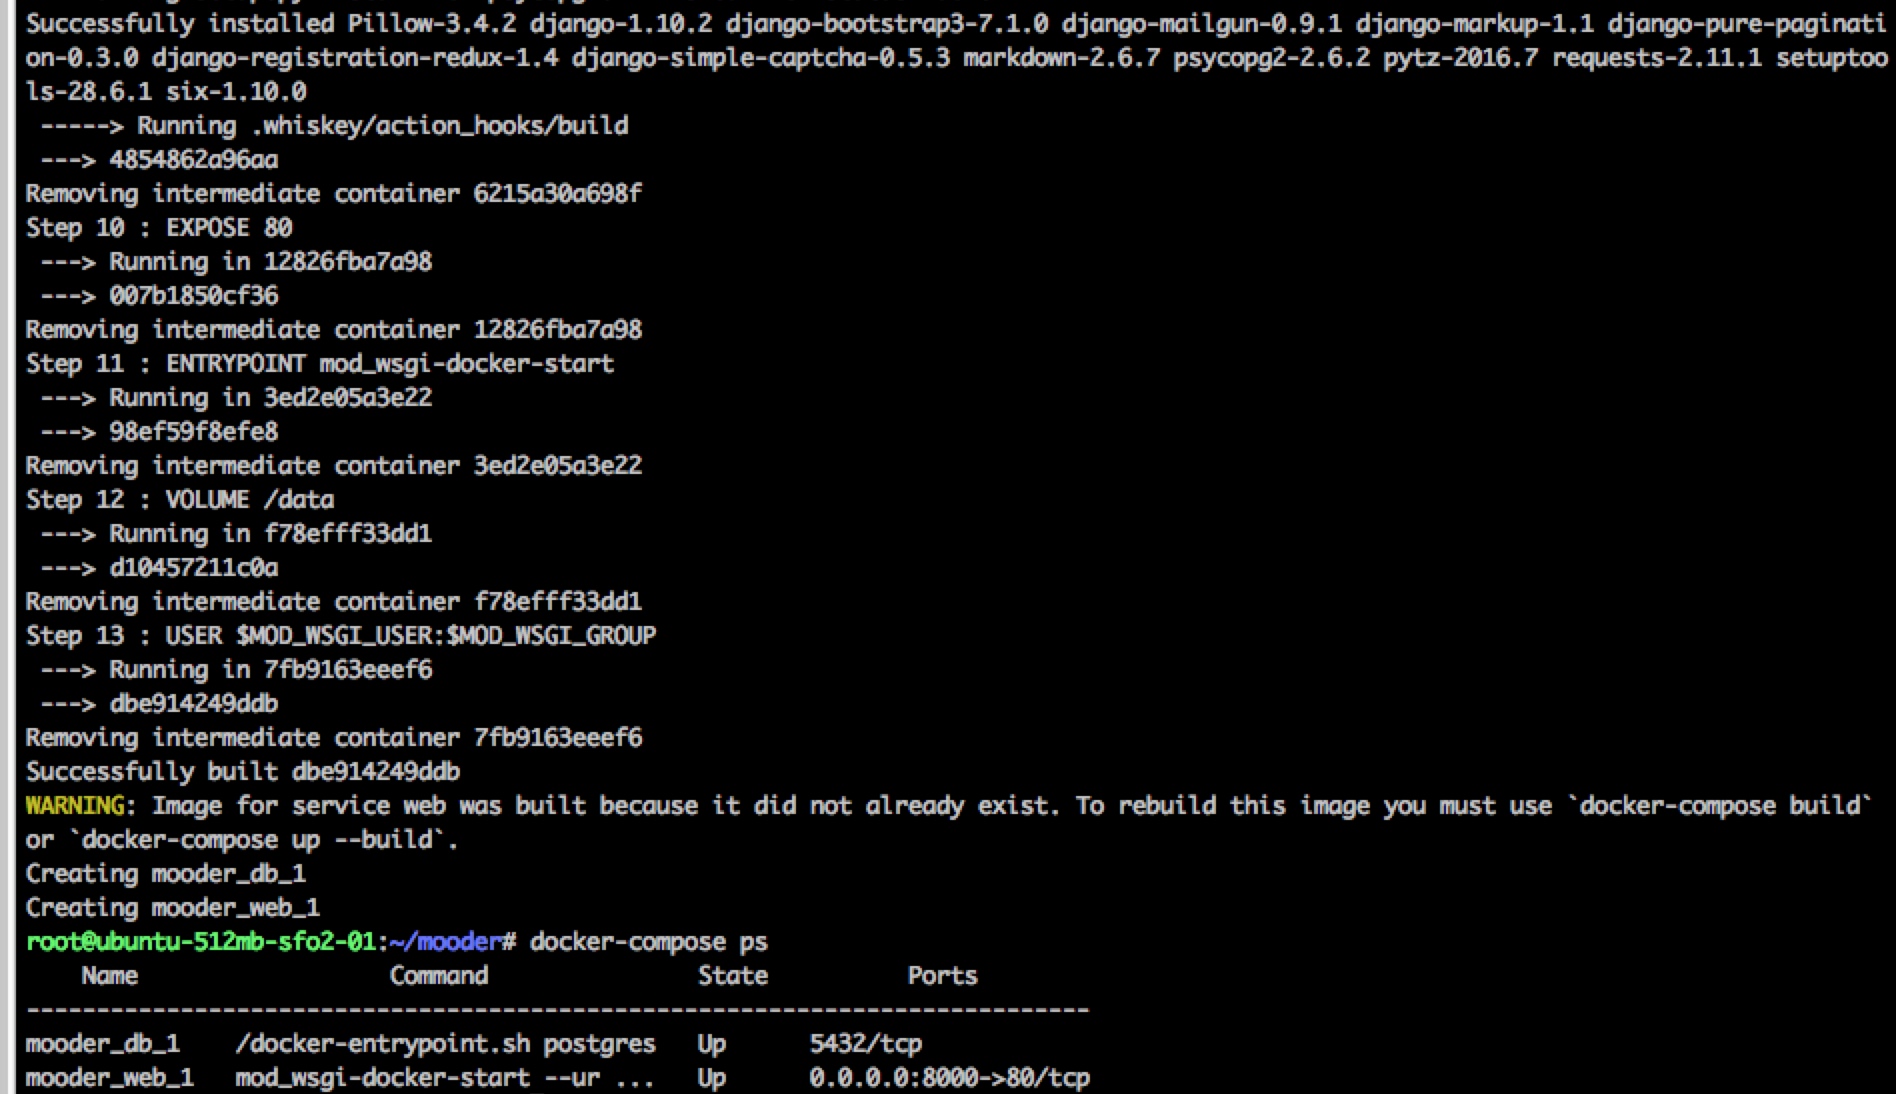 Successfully installed Pillow-3.4.2 django-1.10.2 django-bootstrap3-7.1.0 django-mailgun-0.9.1 django-markup-1.1 django-pure-paginati
on-0.3.0 django-registration-redux-1.4 django-simple-captcha-0.5.3 markdown-2.6.7 psycopg2-2.6.2 pytz-2016.7 requests-2.11.1 setuptoo
ls-28.6.1 six-1.10.0
 -----> Running .whiskey/action_hooks/build
 ---> 4854862a96aa
Removing intermediate container 6215a30a698f
Step 10 : EXPOSE 80
 ---> Running in 12826fba7a98
 ---> 007b1850cf36
Removing intermediate container 12826fba7a98
Step 11 : ENTRYPOINT mod_wsgi-docker-start
 ---> Running in 3ed2e05a3e22
 ---> 98ef59f8efe8
Removing intermediate container 3ed2e05a3e22
Step 12 : VOLUME /data
 ---> Running in f78efff33dd1
 ---> d10457211c0a
Removing intermediate container f78efff33dd1
Step 13 : USER $MOD_WSGI_USER:$MOD_WSGI_GROUP
 ---> Running in 7fb9163eeef6
 ---> dbe914249ddb
Removing intermediate container 7fb9163eeef6
Successfully built dbe914249ddb
WARNING: Image for service web was built because it did not already exist. To rebuild this image you must use `docker-compose build`
or `docker-compose up --build`.
Creating mooder_db_1
Creating mooder_web_1
root@ubuntu-512mb-sfo2-01:~/mooder# docker-compose ps
    Name                  Command               State          Ports
----------------------------------------------------------------------------
mooder_db_1    /docker-entrypoint.sh postgres   Up      5432/tcp
mooder_web_1   mod_wsgi-docker-start --ur ...   Up      0.0.0.0:8000->80/tcp